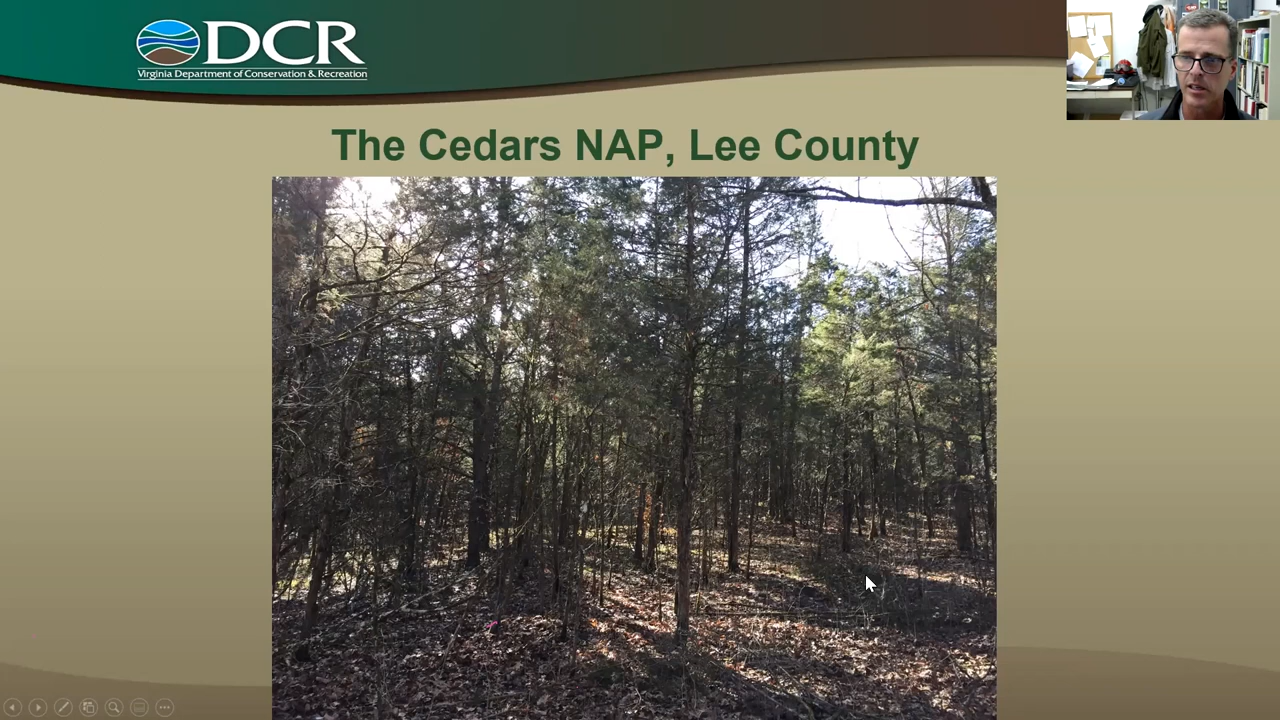 DCR
Virginia Department of Conservation & Recreation
The Cedars NAP, Lee County